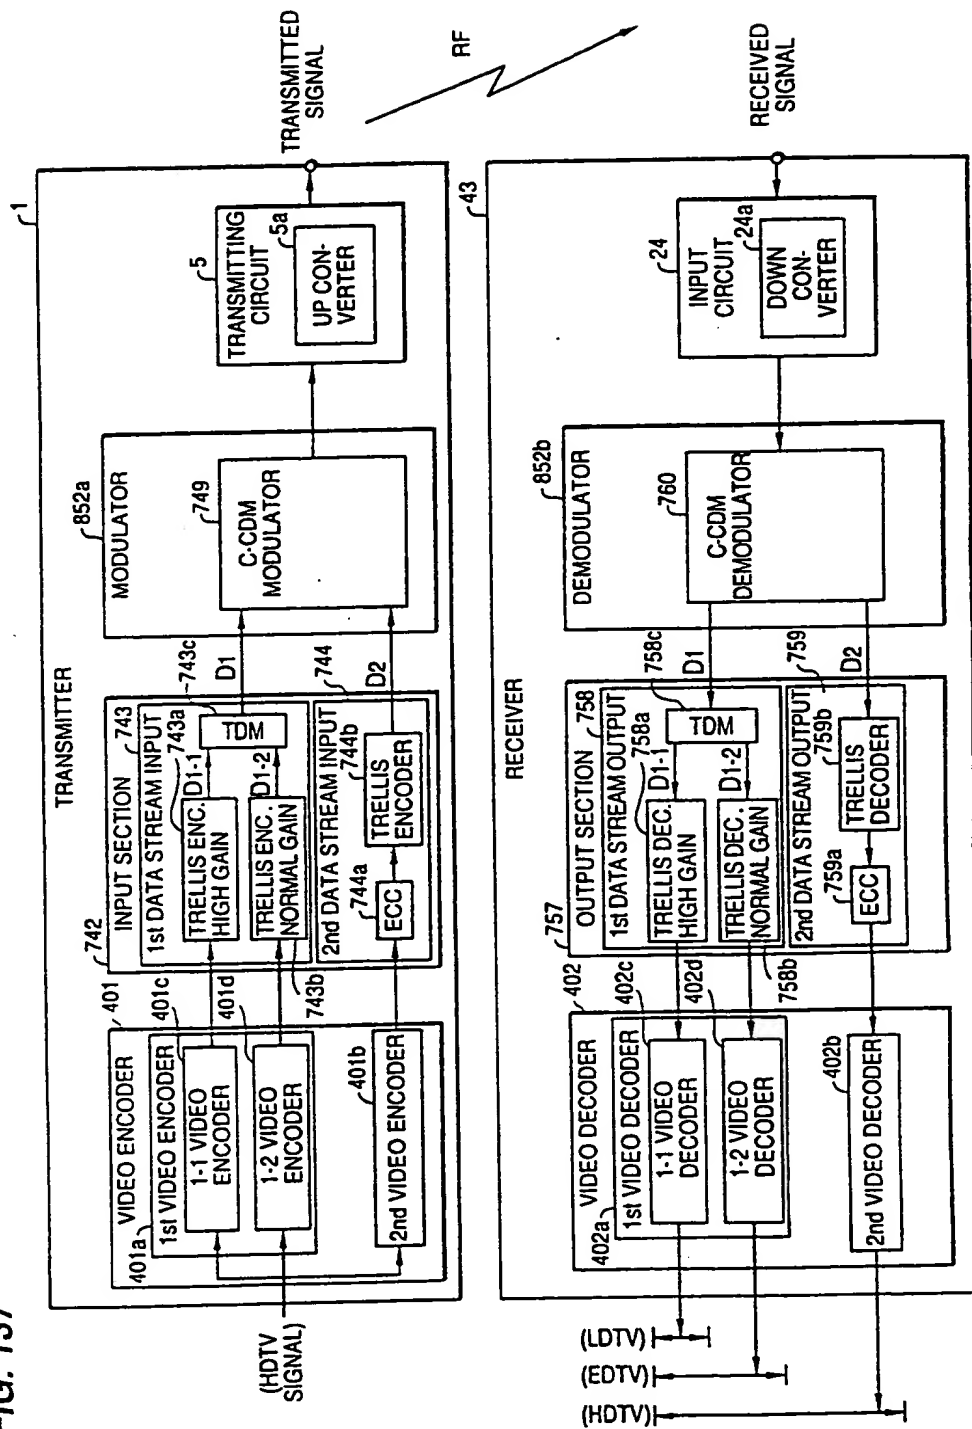 FIG. 137
1
TRANSMITTER
401
VIDEO ENCODER
401a
1st VIDEO ENCODER
401c
1-1 VIDEO
ENCODER
401d
1-2 VIDEO
ENCODER
401b
2nd VIDEO ENCODER
(HDTV
SIGNAL)
742
INPUT SECTION
743
1st DATA STREAM INPUT
743a
TRELLIS ENC.
HIGH GAIN
D1-1
743c
TDM
TRELLIS ENC.
NORMAL GAIN
D1-2
743b
744
2nd DATA STREAM INPUT
744a
ECC
744b
TRELLIS
ENCODER
D1
D2
852a
MODULATOR
749
C-CDM
MODULATOR
5
TRANSMITTING
CIRCUIT
5a
UP CON-
VERTER
TRANSMITTED
SIGNAL
RF
43
RECEIVER
402
VIDEO DECODER
402a
1st VIDEO DECODER
402c
1-1 VIDEO
DECODER
402d
1-2 VIDEO
DECODER
402b
2nd VIDEO DECODER
(LDTV)
(EDTV)
(HDTV)
757
OUTPUT SECTION
758
1st DATA STREAM OUTPUT
758a
TRELLIS DEC.
HIGH GAIN
D1-1
758c
TDM
TRELLIS DEC.
NORMAL GAIN
D1-2
758b
759
2nd DATA STREAM OUTPUT
759a
ECC
759b
TRELLIS
DECODER
D1
D2
852b
DEMODULATOR
760
C-CDM
DEMODULATOR
24
INPUT
CIRCUIT
24a
DOWN
CON-
VERTER
RECEIVED
SIGNAL